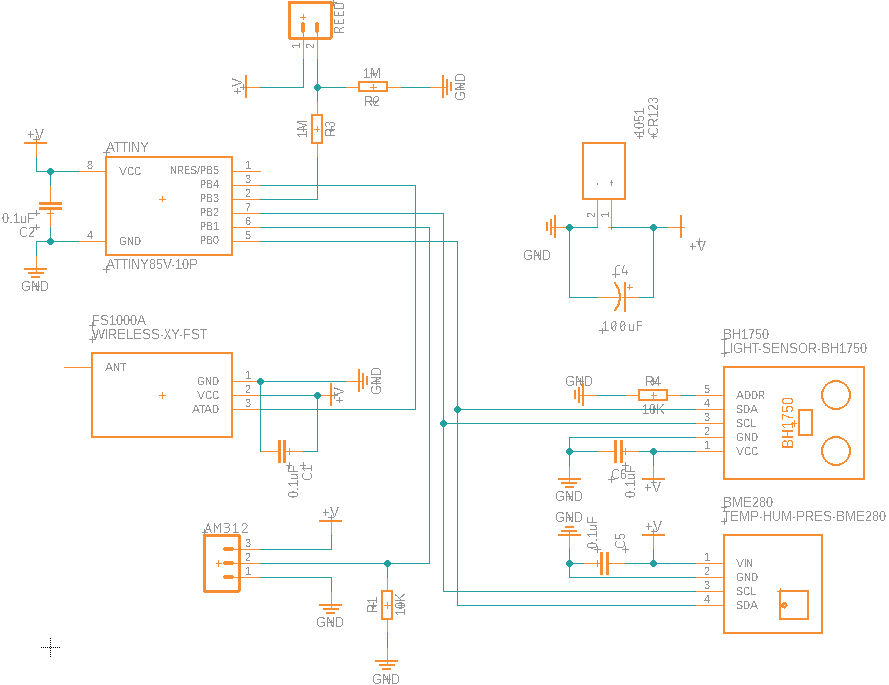 REED
1
2
+V
1M
R2
GND
1M
R3
1051
CR123
+V
ATTINY
8
VCC
NRES/PB5
1
PB4
3
PB3
2
PB2
7
PB1
6
4
GND
PB0
5
0.1uF
C2
ATTINY85V-10P
GND
2
1
GND
+V
C4
100uF
FS1000A
WIRELESS-XY-FST
ANT
GND
1
VCC
2
ATAD
3
GND
+V
0.1uF
C1
BH1750
LIGHT-SENSOR-BH1750
GND
R4
10K
5
ADDR
4
SDA
3
SCL
2
GND
1
VCC
BH1750
C6
0.1uF
GND
+V
BME280
TEMP-HUM-PRES-BME280
GND
0.1uF
C5
+V
1
VIN
2
GND
3
SCL
4
SDA
AM312
3
2
1
+V
GND
R1
10K
GND